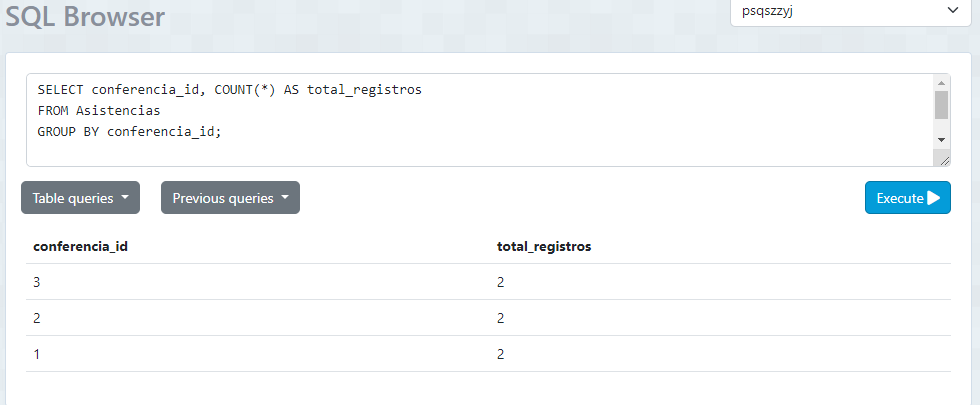 SQL Browser
psqszzyj
SELECT conferencia_id, COUNT(*) AS total_registros
FROM Asistencias
GROUP BY conferencia_id;
Table queries
Previous queries
Execute
conferencia_id total_registros
3 2
2 2
1 2